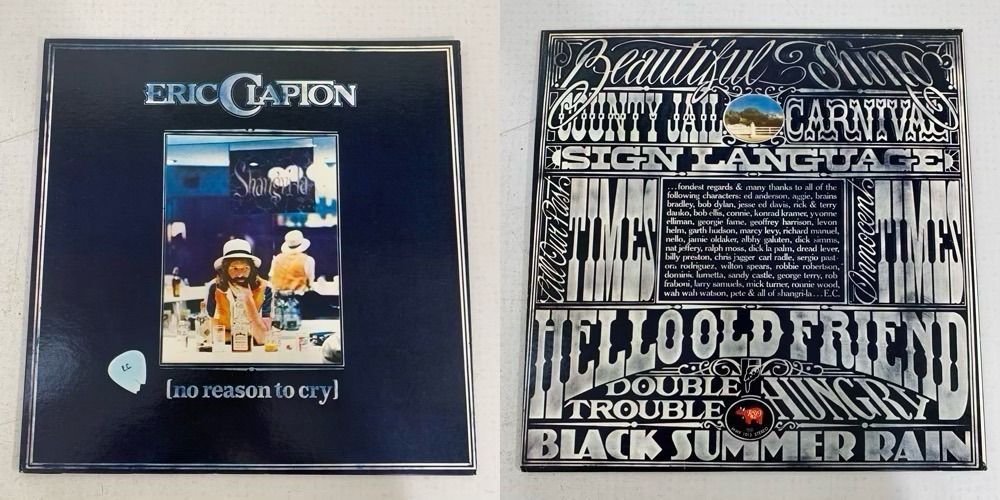 ERIC CLAPTON
Shangri-la
37
[no reason to cry]
Beautiful Thing
COUNTY JAIL CARNIVAL
SIGN LANGUAGE
All Our Past TIMES
Innocent TIMES
...fondest regards & many thanks to all of the
following characters: ed anderson, aggie, brains
bradley, bob dylan, jesse ed davis, rick & terry
danko, bob ellis, connie, konrad kramer, yvonne
elliman, georgie fame, geoffrey harrison, levon
helm, garth hudson, marcy levy, richard manuel,
nello, jamie oldaker, albhy galuten, dick simms,
nat jeffery, ralph moss, dick la palm, dread lever,
billy preston, chris jagger carl radle, sergio past-
ora rodriguez, wilton spears, robbie robertson,
dominic lumetta, sandy castle, george terry, rob
fraboni, larry samuels, mick turner, ronnie wood,
wah wah watson, pete & all of shangri-la...E.C.
HELLO OLD FRIEND
DOUBLE TROUBLE
HUNGRY
RSO
STEREO
BLACK SUMMER RAIN